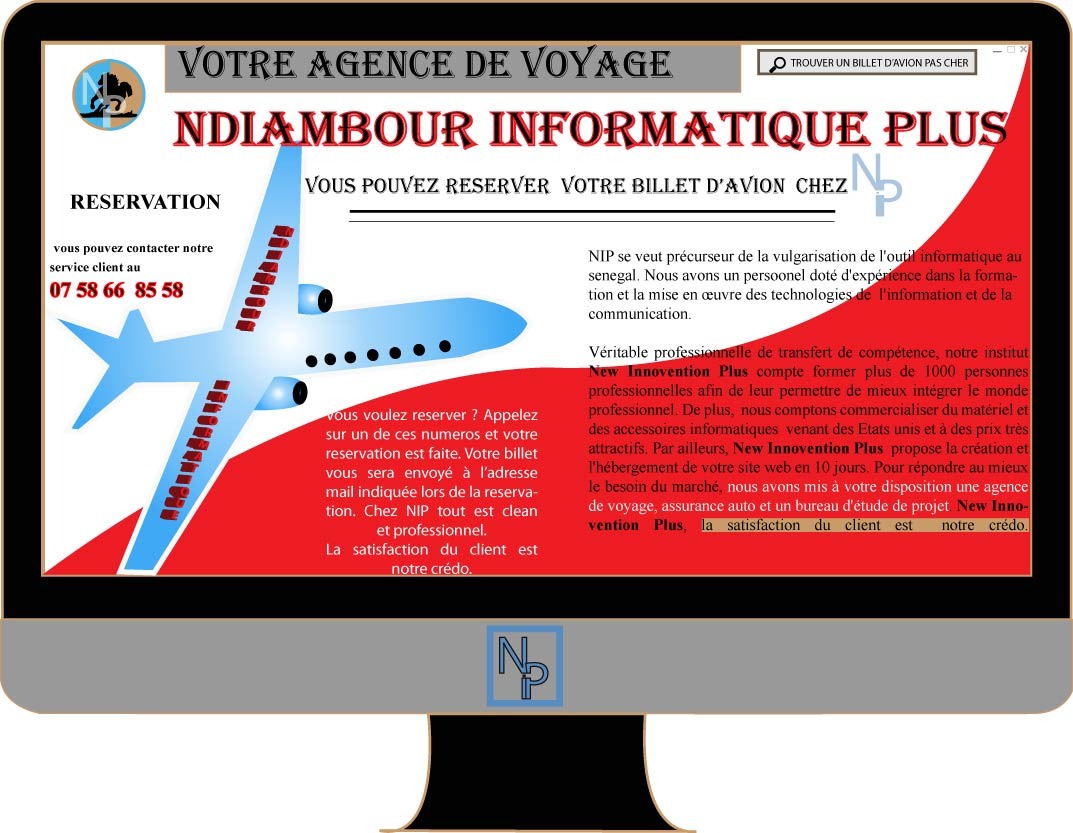 VOTRE AGENCE DE VOYAGE
TROUVER UN BILLET D'AVION PAS CHER
NIP
NDIAMBOUR INFORMATIQUE PLUS
VOUS POUVEZ RESERVER VOTRE BILLET D'AVION CHEZ
NIP
RESERVATION
vous pouvez contacter notre
service client au
07 58 66 85 58
NIP se veut précurseur de la vulgarisation de l'outil informatique au
senegal. Nous avons un persoonel doté d'expérience dans la forma-
tion et la mise en œuvre des technologies de l'information et de la
communication.
Véritable professionnelle de transfert de compétence, notre institut
New Innovention Plus compte former plus de 1000 personnes
professionnelles afin de leur permettre de mieux intégrer le monde
professionnel. De plus, nous comptons commercialiser du matériel et
des accessoires informatiques venant des Etats unis et à des prix très
attractifs. Par ailleurs, New Innovention Plus propose la création et
l'hébergement de votre site web en 10 jours. Pour répondre au mieux
le besoin du marché, nous avons mis à votre disposition une agence
de voyage, assurance auto et un bureau d'étude de projet New Inno-
vention Plus, la satisfaction du client est notre crédo.
Vous voulez reserver ? Appelez
sur un de ces numeros et votre
reservation est faite. Votre billet
vous sera envoyé à l'adresse
mail indiquée lors de la reserva-
tion. Chez NIP tout est clean
et professionnel.
La satisfaction du client est
notre crédo.
NIP